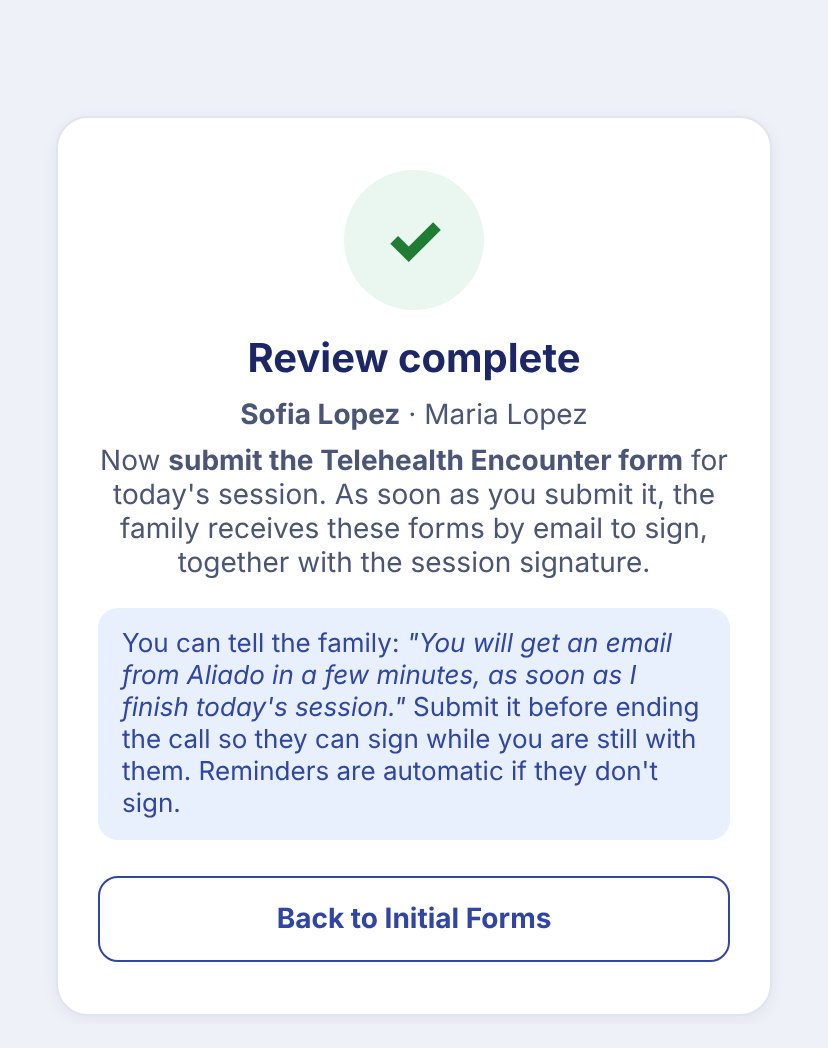 Review complete
Sofia Lopez · Maria Lopez
Now submit the Telehealth Encounter form for
today's session. As soon as you submit it, the
family receives these forms by email to sign,
together with the session signature.
You can tell the family: "You will get an email
from Aliado in a few minutes, as soon as I
finish today's session." Submit it before ending
the call so they can sign while you are still with
them. Reminders are automatic if they don't
sign.
Back to Initial Forms